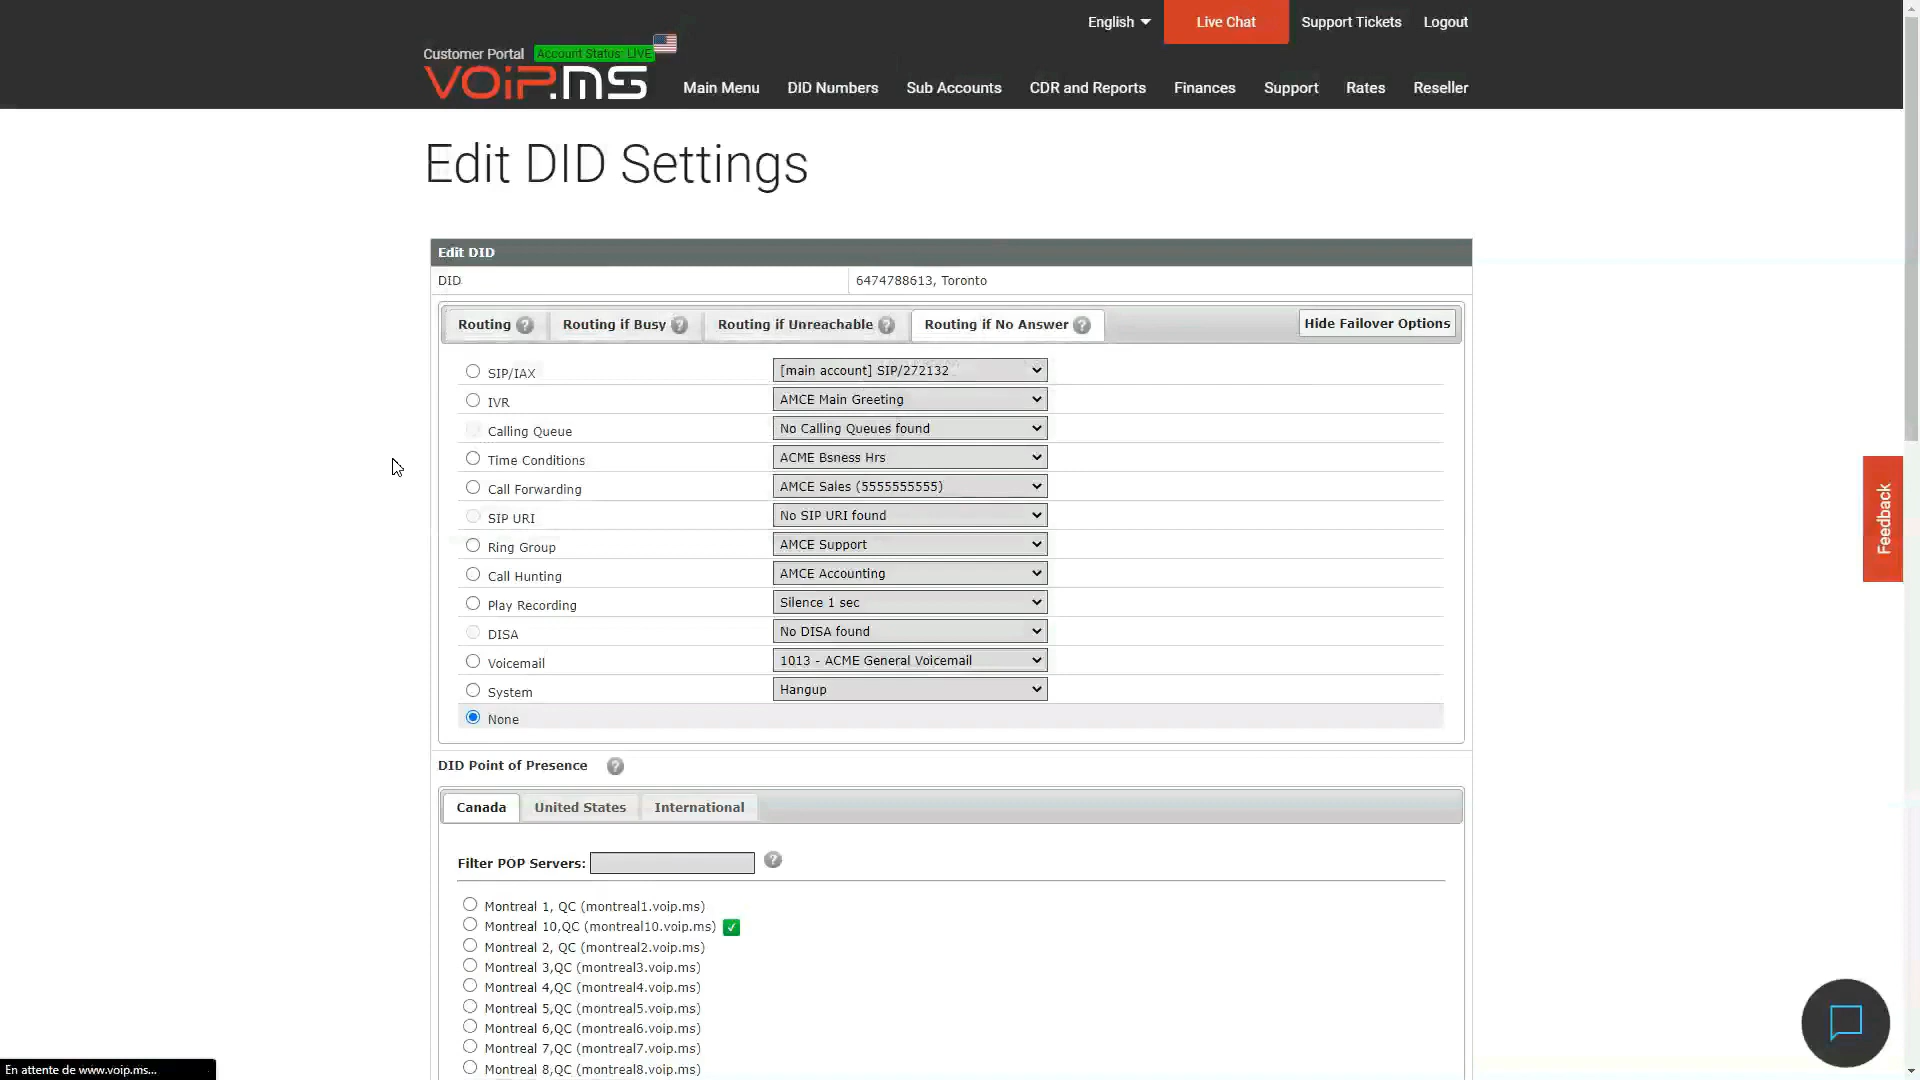 English
Live Chat
Support Tickets
Logout
Customer Portal
Account Status: LIVE
VOIP.MS
Main Menu
DID Numbers
Sub Accounts
CDR and Reports
Finances
Support
Rates
Reseller
Edit DID Settings
Edit DID
DID
6474788613, Toronto
Routing ?
Routing if Busy ?
Routing if Unreachable ?
Routing if No Answer ?
Hide Failover Options
SIP/IAX
[main account] SIP/272132
IVR
AMCE Main Greeting
Calling Queue
No Calling Queues found
Time Conditions
ACME Bsness Hrs
Call Forwarding
AMCE Sales (5555555555)
SIP URI
No SIP URI found
Ring Group
AMCE Support
Call Hunting
AMCE Accounting
Play Recording
Silence 1 sec
DISA
No DISA found
Voicemail
1013 - ACME General Voicemail
System
Hangup
None
DID Point of Presence ?
Canada
United States
International
Filter POP Servers: ?
Montreal 1, QC (montreal1.voip.ms)
Montreal 10,QC (montreal10.voip.ms)
Montreal 2, QC (montreal2.voip.ms)
Montreal 3,QC (montreal3.voip.ms)
Montreal 4,QC (montreal4.voip.ms)
Montreal 5,QC (montreal5.voip.ms)
Montreal 6,QC (montreal6.voip.ms)
Montreal 7,QC (montreal7.voip.ms)
Montreal 8,QC (montreal8.voip.ms)
Feedback
En attente de www.voip.ms...